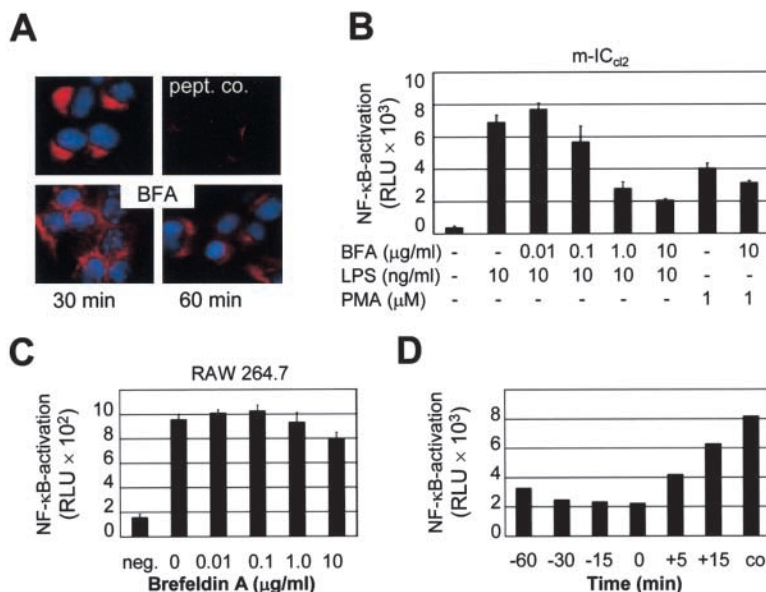 A
pept. co.
BFA
30 min 60 min
B
m-ICcl2
NF-κB-activation
(RLU × 10³)
10
8
6
4
2
0
BFA (μg/ml) - - 0.01 0.1 1.0 10 - 10
LPS (ng/ml) - 10 10 10 10 10 - -
PMA (μM) - - - - - - 1 1
C
RAW 264.7
NF-κB-activation
(RLU × 10²)
10
8
6
4
2
neg. 0 0.01 0.1 1.0 10
Brefeldin A (μg/ml)
D
NF-κB-activation
(RLU × 10³)
8
6
4
2
0
-60 -30 -15 0 +5 +15 co.
Time (min)